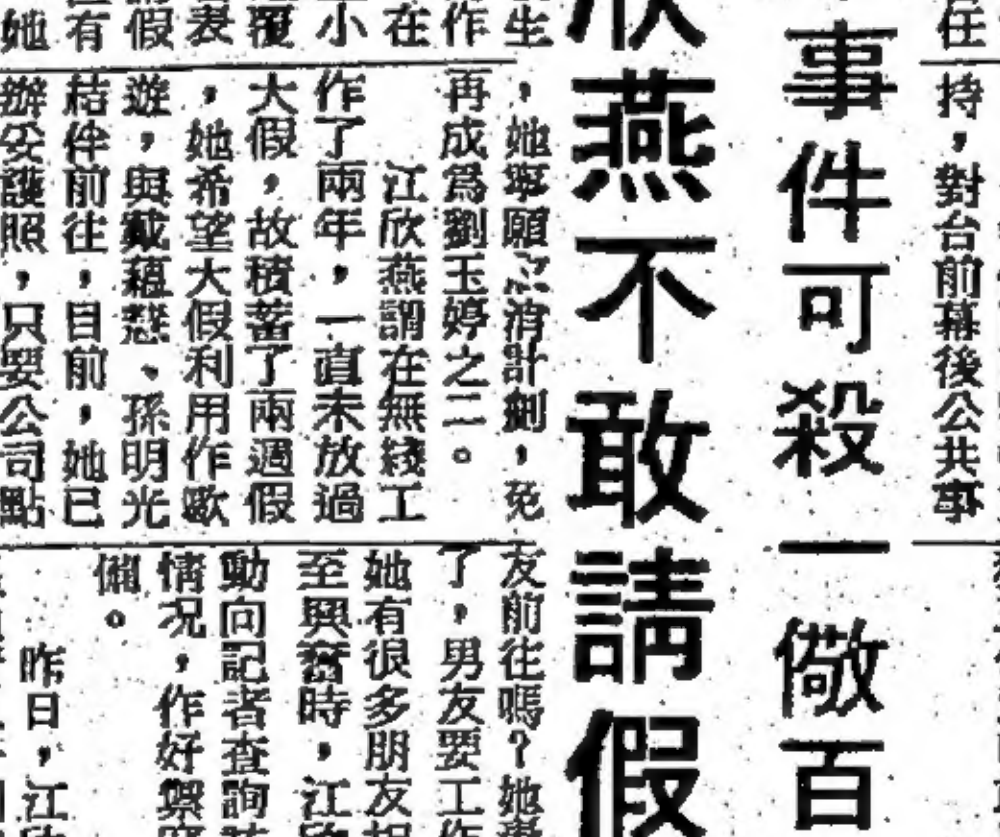 任
持，對台前幕後公共事
事件可殺一儆百
欣燕不敢請假
生
作
在
小
覆
表
假
有
她
，她寧願取消計劃，免
再成爲劉玉婷之二。
江欣燕謂在無綫工
作了兩年，一直未放過
大假，故積蓄了兩週假
，她希望大假利用作歐
遊，與戴蘊慧、孫明光
結伴前往，目前，她已
辦妥護照，只要公司點
友前往嗎？她
了，男友要工作
她有很多朋友
至興奮時，江
動向記者查詢
情况，作好
備。
昨日，江